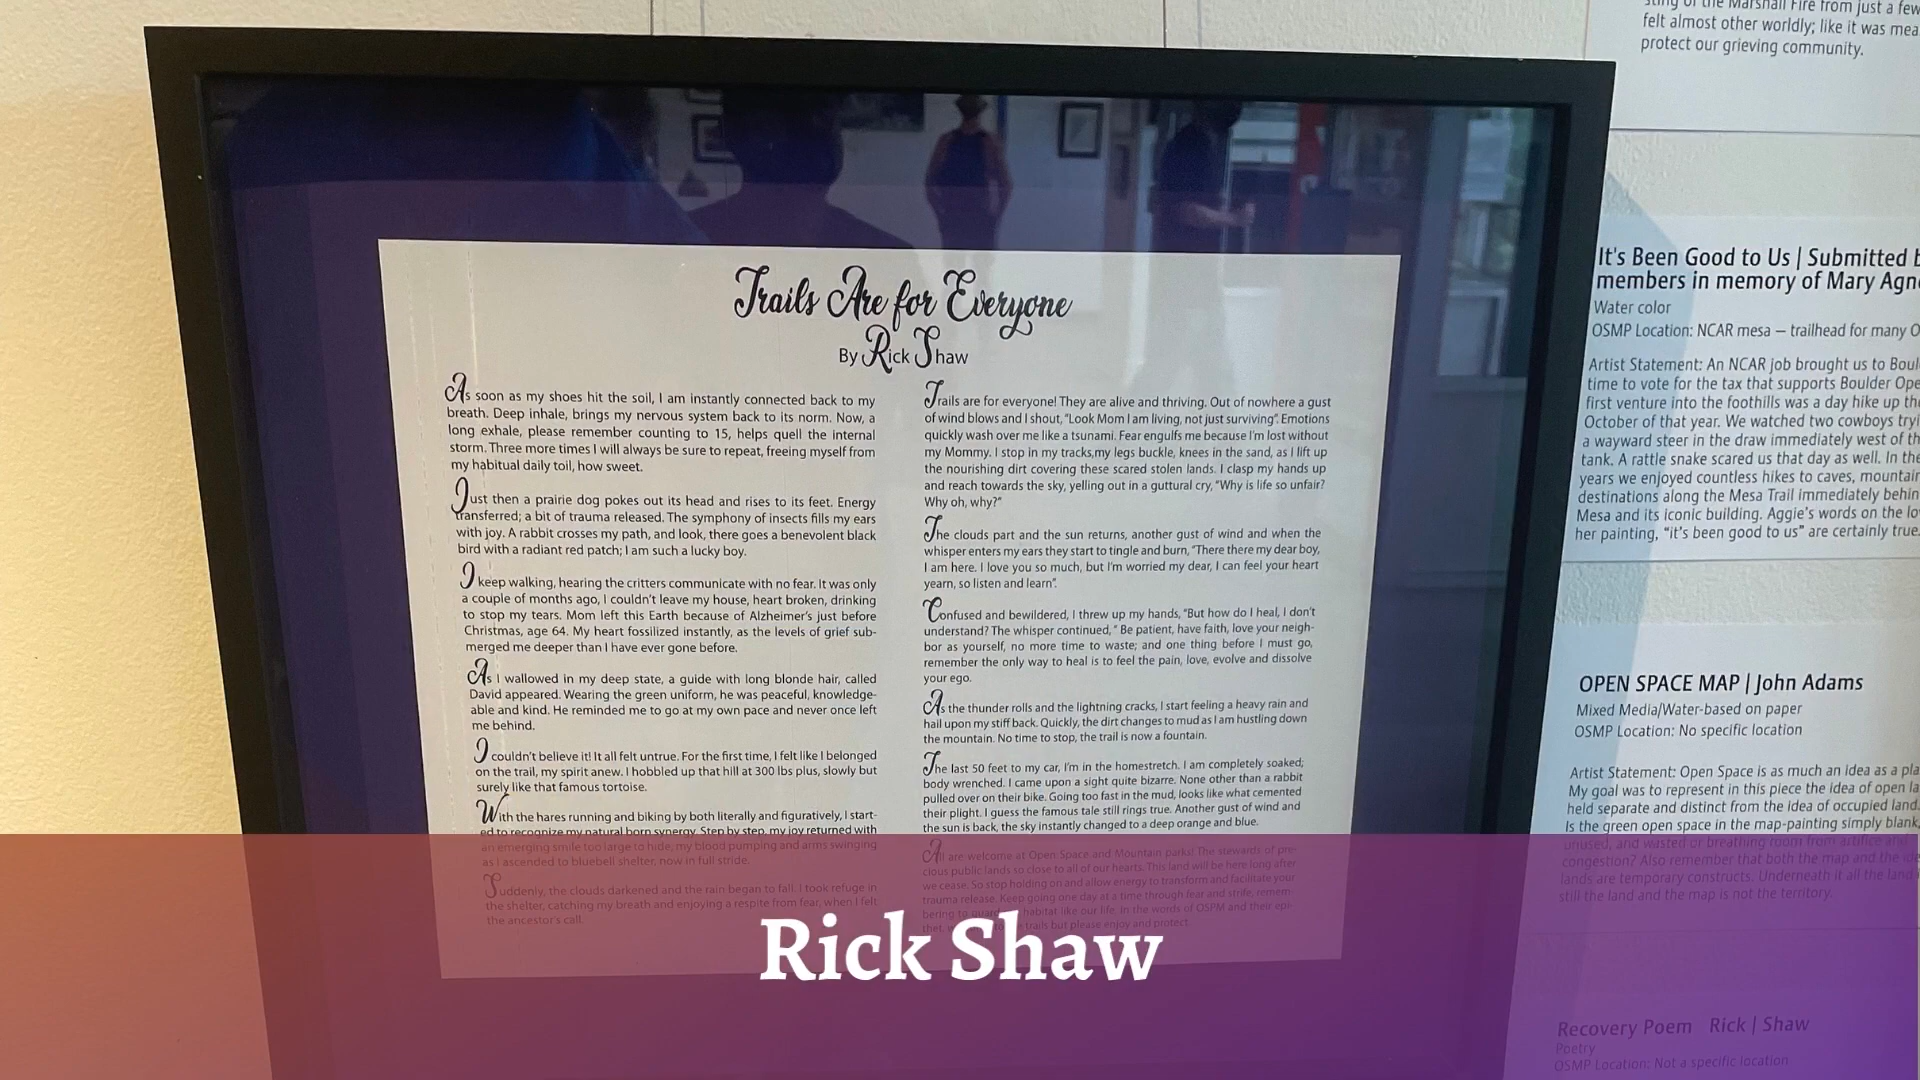 Trails Are for Everyone
By Rick Shaw
As soon as my shoes hit the soil, I am instantly connected back to my
breath. Deep inhale, brings my nervous system back to its norm. Now, a
long exhale, please remember counting to 15, helps quell the internal
storm. Three more times I will always be sure to repeat, freeing myself from
my habitual daily toil, how sweet.
Just then a prairie dog pokes out its head and rises to its feet. Energy
transferred; a bit of trauma released. The symphony of insects fills my ears
with joy. A rabbit crosses my path, and look, there goes a benevolent black
bird with a radiant red patch; I am such a lucky boy.
I keep walking, hearing the critters communicate with no fear. It was only
a couple of months ago, I couldn't leave my house, heart broken, drinking
to stop my tears. Mom left this Earth because of Alzheimer's just before
Christmas, age 64. My heart fossilized instantly, as the levels of grief sub-
merged me deeper than I have ever gone before.
As I wallowed in my deep state, a guide with long blonde hair, called
David appeared. Wearing the green uniform, he was peaceful, knowledge-
able and kind. He reminded me to go at my own pace and never once left
me behind.
I couldn't believe it! It all felt untrue. For the first time, I felt like I belonged
on the trail, my spirit anew. I hobbled up that hill at 300 lbs plus, slowly but
surely like that famous tortoise.
With the hares running and biking by both literally and figuratively, I start-
ed to recognize my natural born synergy. Step by step, my joy returned with
an emerging smile too large to hide, my blood pumping and arms swinging
as I ascended to bluebell shelter, now in full stride.
Suddenly, the clouds darkened and the rain began to fall. I took refuge in
the shelter, catching my breath and enjoying a respite from fear, when I felt
the ancestor's call.
Trails are for everyone! They are alive and thriving. Out of nowhere a gust
of wind blows and I shout, "Look Mom I am living, not just surviving". Emotions
quickly wash over me like a tsunami. Fear engulfs me because I'm lost without
my Mommy. I stop in my tracks,my legs buckle, knees in the sand, as I lift up
the nourishing dirt covering these scared stolen lands. I clasp my hands up
and reach towards the sky, yelling out in a guttural cry, "Why is life so unfair?
Why oh, why?"
The clouds part and the sun returns, another gust of wind and when the
whisper enters my ears they start to tingle and burn, "There there my dear boy,
I am here. I love you so much, but I'm worried my dear, I can feel your heart
yearn, so listen and learn".
Confused and bewildered, I threw up my hands, "But how do I heal, I don't
understand? The whisper continued, " Be patient, have faith, love your neigh-
bor as yourself, no more time to waste; and one thing before I must go,
remember the only way to heal is to feel the pain, love, evolve and dissolve
your ego.
As the thunder rolls and the lightning cracks, I start feeling a heavy rain and
hail upon my stiff back. Quickly, the dirt changes to mud as I am hustling down
the mountain. No time to stop, the trail is now a fountain.
The last 50 feet to my car, I'm in the homestretch. I am completely soaked;
body wrenched. I came upon a sight quite bizarre. None other than a rabbit
pulled over on their bike. Going too fast in the mud, looks like what cemented
their plight. I guess the famous tale still rings true. Another gust of wind and
the sun is back, the sky instantly changed to a deep orange and blue.
All are welcome at Open Space and Mountain parks! The stewards of pre-
cious public lands so close to all of our hearts. This land will be here long after
we cease. So stop holding on and allow energy to transform and facilitate your
trauma release. Keep going one day at a time through fear and strife, remem-
bering to guard habitat like our life. In the words of OSPM and their epi-
thet, trails but please enjoy and protect.
of the Marshall Fire from just a few
felt almost other worldly; like it was mea
protect our grieving community.
It's Been Good to Us | Submitted b
members in memory of Mary Agn
Water color
OSMP Location: NCAR mesa – trailhead for many O
Artist Statement: An NCAR job brought us to Boul
time to vote for the tax that supports Boulder Ope
first venture into the foothills was a day hike up th
October of that year. We watched two cowboys tryi
a wayward steer in the draw immediately west of th
tank. A rattle snake scared us that day as well. In the
years we enjoyed countless hikes to caves, mountain
destinations along the Mesa Trail immediately behin
Mesa and its iconic building. Aggie's words on the lo
her painting, "it's been good to us" are certainly true.
OPEN SPACE MAP | John Adams
Mixed Media/Water-based on paper
OSMP Location: No specific location
Artist Statement: Open Space is as much an idea as a pla
My goal was to represent in this piece the idea of open la
held separate and distinct from the idea of occupied land.
Is the green open space in the map-painting simply blank,
unused, and wasted or breathing room from artifice and
congestion? Also remember that both the map and the ide
lands are temporary constructs. Underneath it all the land i
still the land and the map is not the territory.
Recovery Poem Rick | Shaw
Poetry
OSMP Location: Not a specific location
Rick Shaw